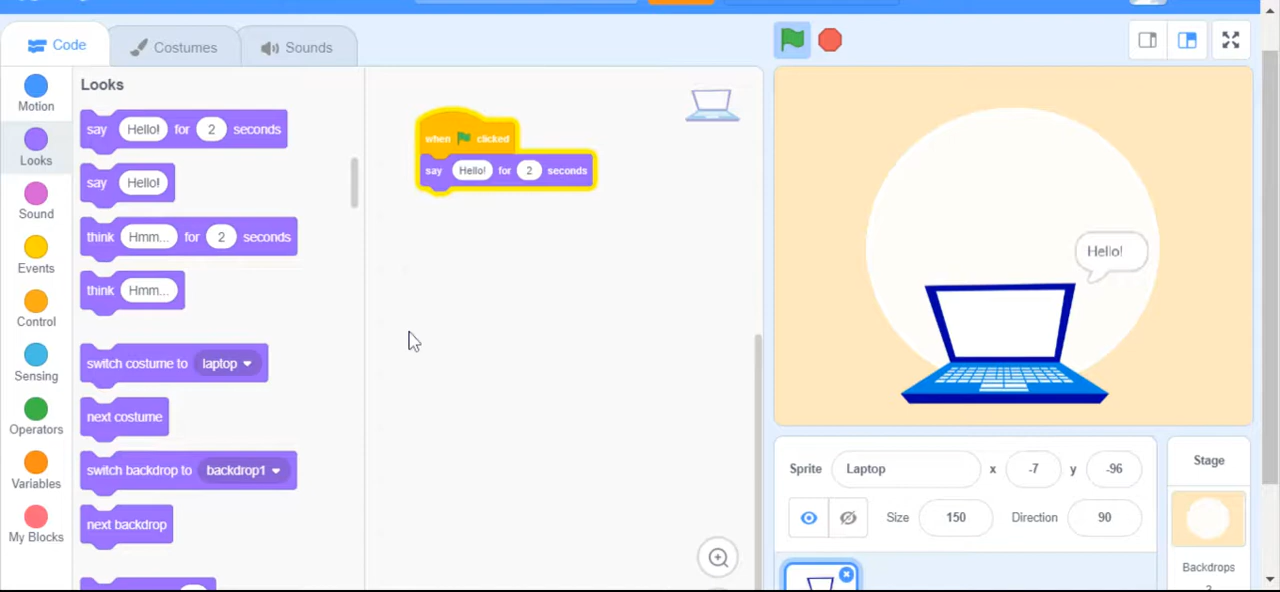 Code
Costumes
Sounds
Motion
Looks
Sound
Events
Control
Sensing
Operators
Variables
My Blocks
Looks
say Hello! for 2 seconds
say Hello!
think Hmm... for 2 seconds
think Hmm...
switch costume to laptop
next costume
switch backdrop to backdrop1
next backdrop
when clicked
say Hello! for 2 seconds
Hello!
Sprite Laptop x -7 y -96
Size 150 Direction 90
Stage
Backdrops